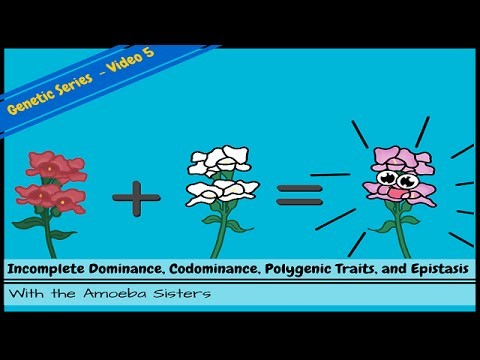 Genetic Series - Video 5
Incomplete Dominance, Codominance, Polygenic Traits, and Epistasis
With the Amoeba Sisters